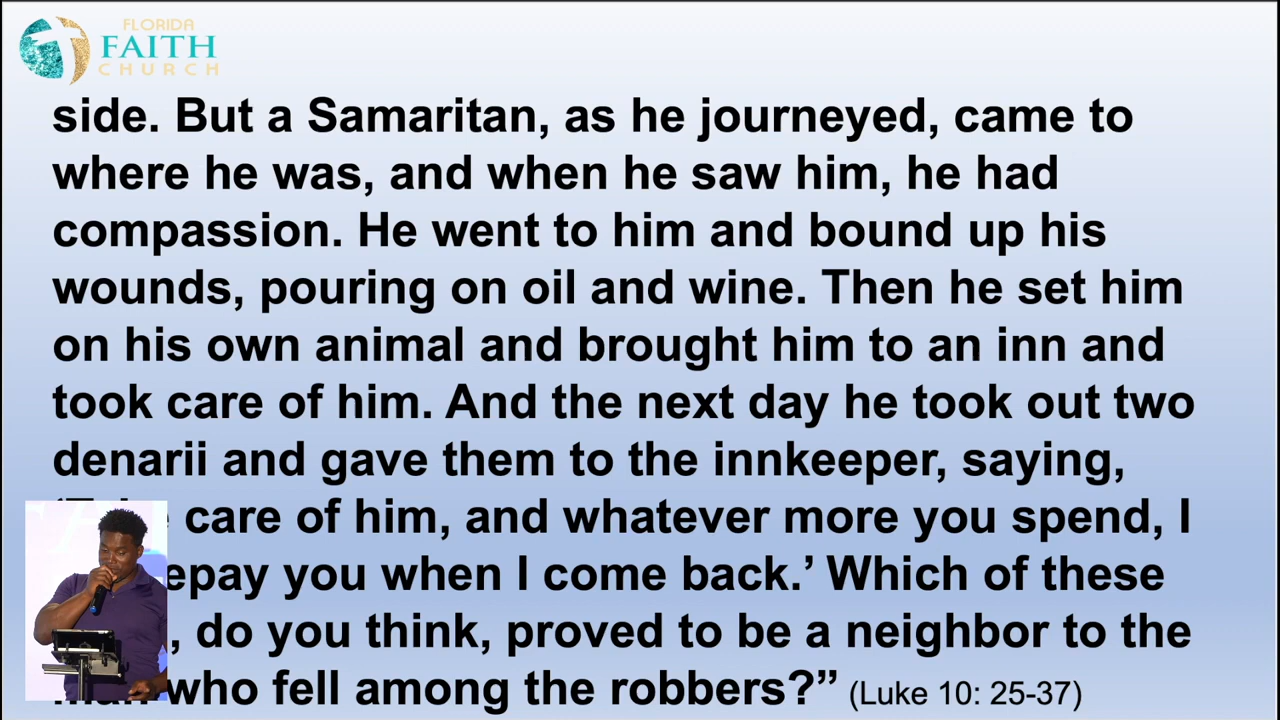 FLORIDA
FAITH
CHURCH
side. But a Samaritan, as he journeyed, came to
where he was, and when he saw him, he had
compassion. He went to him and bound up his
wounds, pouring on oil and wine. Then he set him
on his own animal and brought him to an inn and
took care of him. And the next day he took out two
denarii and gave them to the innkeeper, saying,
care of him, and whatever more you spend, I
epay you when I come back.’ Which of these
, do you think, proved to be a neighbor to the
who fell among the robbers?” (Luke 10: 25-37)